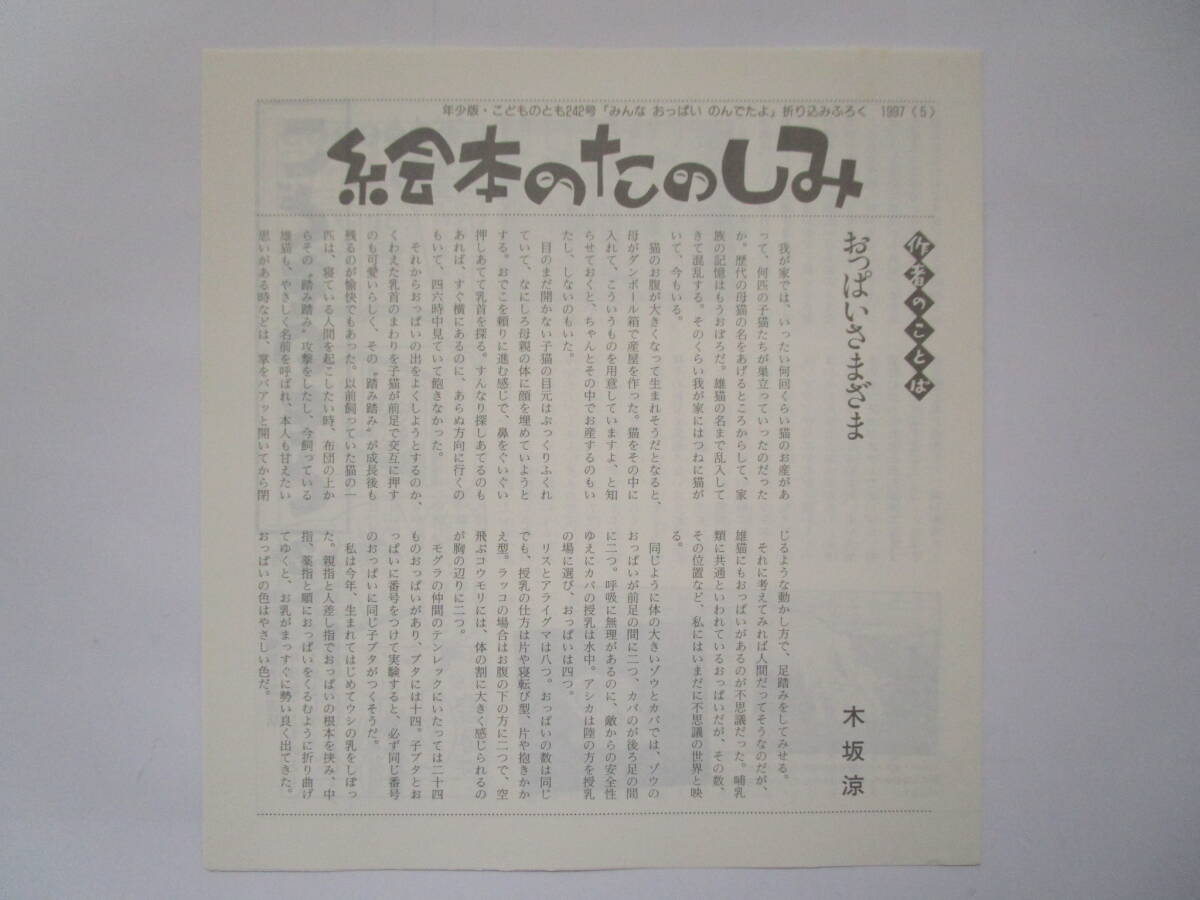 年少版・こどものとも242号「みんな おっぱい のんでたよ」折り込みふろく 1997〈5〉
絵本のたのしみ
作者のことば
おっぱいさまざま
木坂涼
我が家では、いったい何回くらい猫のお産があ
って、何匹の子猫たちが巣立っていったのだった
か。歴代の母猫の名をあげるところからして、家
族の記憶はもうおぼろだ。雄猫の名まで乱入して
きて混乱する。そのくらい我が家にはつねに猫が
いて、今もいる。
猫のお腹が大きくなって生まれそうだとなると、
母がダンボール箱で産屋を作った。猫をその中に
入れて、こういうものを用意していますよ、と知
らせておくと、ちゃんとその中でお産するのもい
たし、しないのもいた。
目のまだ開かない子猫の目元はぷっくりふくれ
ていて、なにしろ母親の体に顔を埋めていようと
する。おでこを頼りに進む感じで、鼻をぐいぐい
押しあてて乳首を探る。すんなり探しあてるのも
あれば、すぐ横にあるのに、あらぬ方向に行くの
もいて、四六時中見ていて飽きなかった。
それからおっぱいの出をよくしようとするのか、
くわえた乳首のまわりを子猫が前足で交互に押す
のも可愛いらしく、その〝踏み踏み〟が成長後も
残るのが愉快でもあった。以前飼っていた猫の一
匹は、寝ている人間を起こしたい時、布団の上か
らその〝踏み踏み〟攻撃をしたし、今飼っている
雄猫も、やさしく名前を呼ばれ、本人も甘えたい
思いがある時などは、掌をパアッと開いてから閉
じるような動かし方で、足踏みをしてみせる。
それに考えてみれば人間だってそうなのだが、
雄猫にもおっぱいがあるのが不思議だった。哺乳
類に共通といわれているおっぱいだが、その数、
その位置など、私にはいまだに不思議の世界と映
る。
同じように体の大きいゾウとカバでは、ゾウの
おっぱいが前足の間に二つ、カバのが後ろ足の間
に二つ。呼吸に無理があるのに、敵からの安全性
ゆえにカバの授乳は水中。アシカは陸の方を授乳
の場に選び、おっぱいは四つ。
リスとアライグマは八つ。おっぱいの数は同じ
でも、授乳の仕方は片や寝転び型、片や抱きかか
え型。ラッコの場合はお腹の下の方に二つで、空
飛ぶコウモリには、体の割に大きく感じられるの
が胸の辺りに二つ。
モグラの仲間のテンレックにいたっては二十四
ものおっぱいがあり、ブタには十四。子ブタとお
っぱいに番号をつけて実験すると、必ず同じ番号
のおっぱいに同じ子ブタがつくそうだ。
私は今年、生まれてはじめてウシの乳をしぼっ
た。親指と人差し指でおっぱいの根本を挟み、中
指、薬指と順におっぱいをくるむように折り曲げ
てゆくと、お乳がまっすぐに勢い良く出てきた。
おっぱいの色はやさしい色だ。